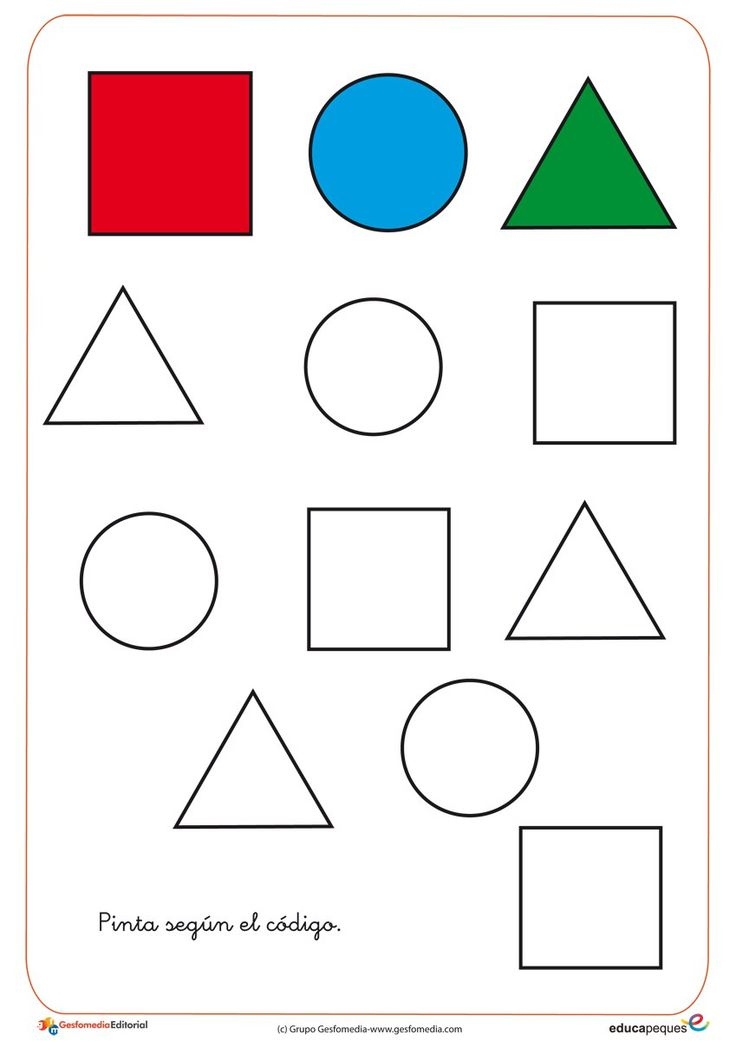 Pinta según el código.
GesfomediaEditorial
(c) Grupo Gesfomedia-www.gesfomedia.com
educapeques